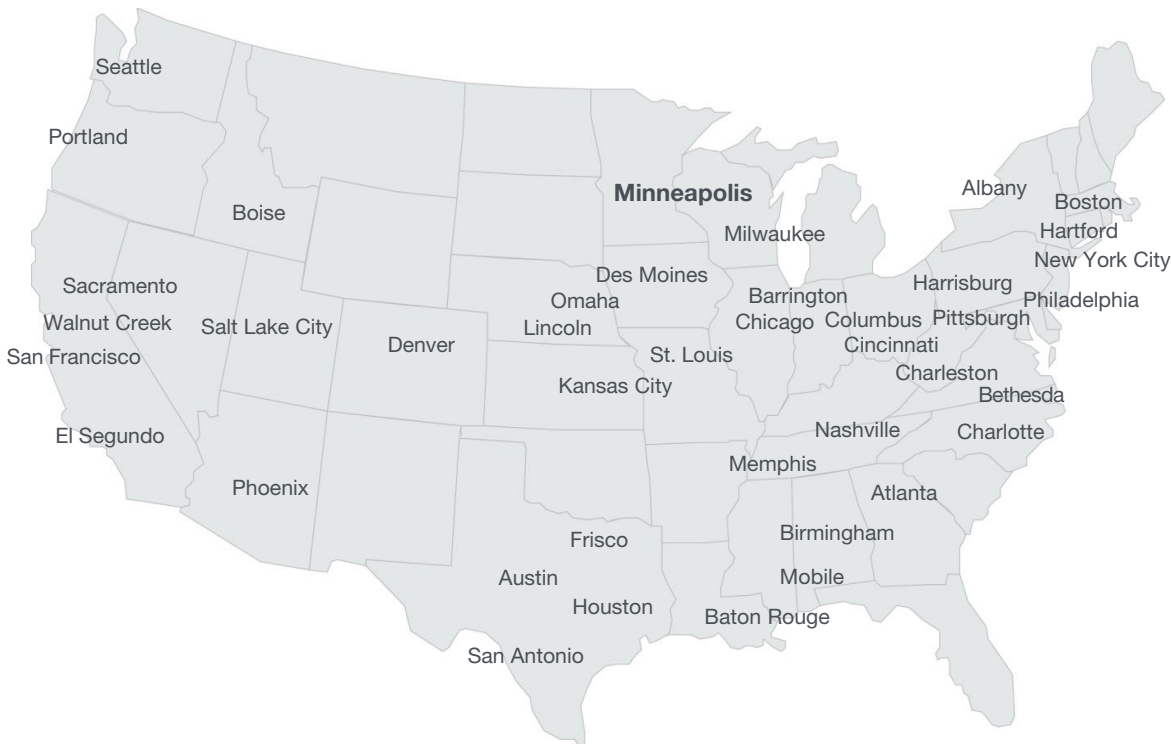 Seattle
Portland
Albany
Minneapolis
Boston
Boise
Hartford
Milwaukee
New York City
Des Moines
Harrisburg
Sacramento
Barrington
Omaha
Philadelphia
Pittsburgh
Columbus
Chicago
Walnut Creek
Salt Lake City
Lincoln
Denver
Cincinnati
St. Louis
San Francisco
Charleston
Kansas City
Bethesda
Nashville
Charlotte
El Segundo
Memphis
Phoenix
Atlanta
Birmingham
Frisco
Austin
Mobile
Houston
Baton Rouge
San Antonio